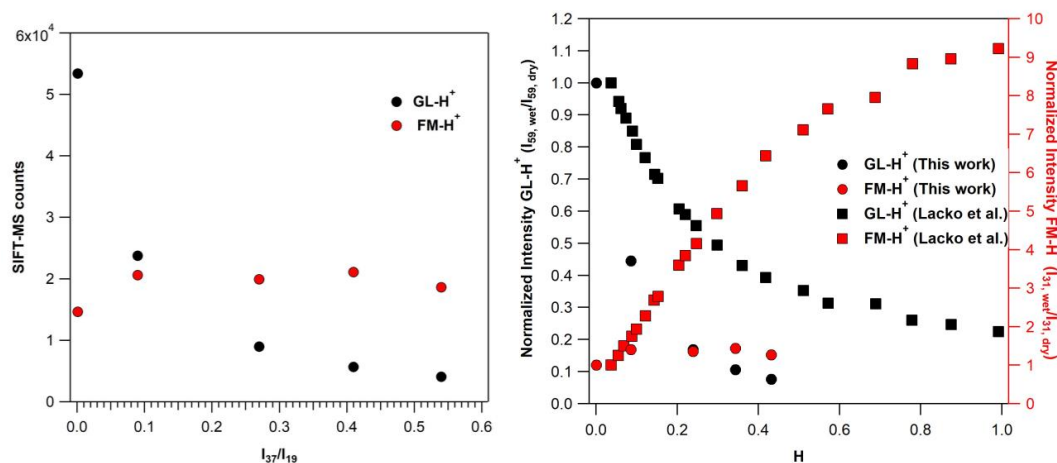 6x10⁴
5
4
3
2
1
0
SIFT-MS counts
0.0 0.1 0.2 0.3 0.4 0.5 0.6
I₃₇/I₁₉
GL-H⁺
FM-H⁺
1.2
1.1
1.0
0.9
0.8
0.7
0.6
0.5
0.4
0.3
0.2
0.1
0.0
Normalized Intensity GL-H⁺ (I₅₉, wet/I₅₉, dry)
0.0 0.2 0.4 0.6 0.8 1.0
H
GL-H⁺ (This work)
FM-H⁺ (This work)
GL-H⁺ (Lacko et al.)
FM-H⁺ (Lacko et al.)
10
9
8
7
6
5
4
3
2
1
0
Normalized Intensity FM-H⁺ (I₃₁, wet/I₃₁, dry)